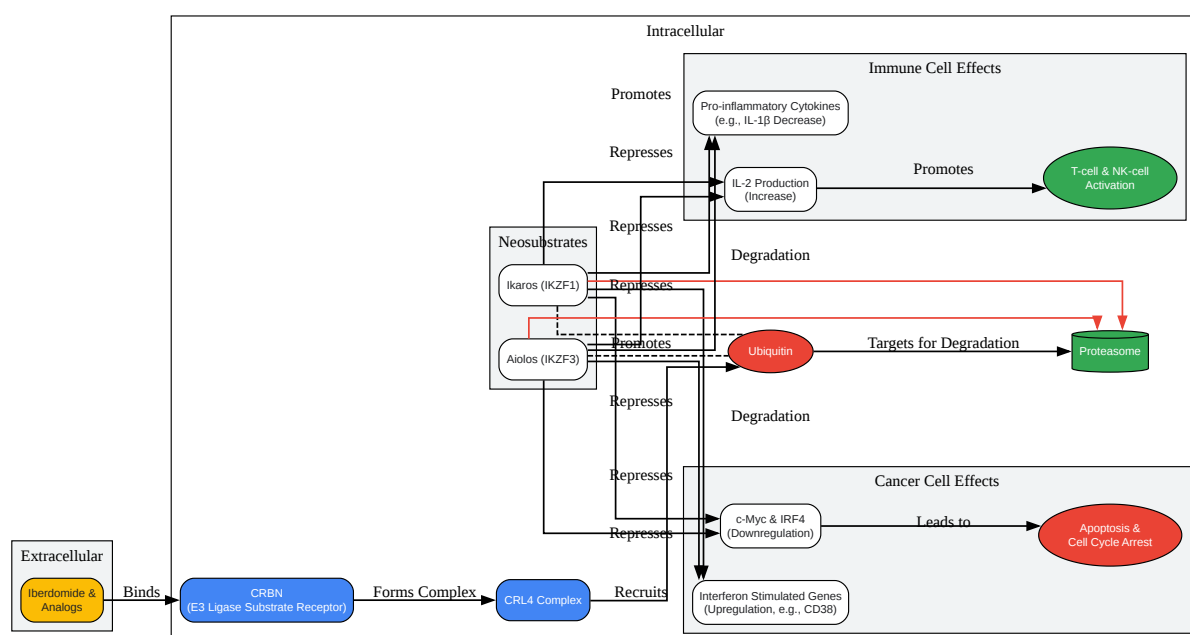 Intracellular
Immune Cell Effects
Promotes
Pro-inflammatory Cytokines
(e.g., IL-1β Decrease)
Represses
IL-2 Production
(Increase)
Promotes
T-cell & NK-cell
Activation
Represses
Neosubstrates
Degradation
Ikaros (IKZF1)
Represses
Aiolos (IKZF3)
Promotes
Ubiquitin
Targets for Degradation
Proteasome
Represses
Degradation
Represses
Cancer Cell Effects
c-Myc & IRF4
(Downregulation)
Leads to
Apoptosis &
Cell Cycle Arrest
Represses
Extracellular
Iberdomide &
Analogs
Binds
CRBN
(E3 Ligase Substrate Receptor)
Forms Complex
CRL4 Complex
Recruits
Interferon Stimulated Genes
(Upregulation, e.g., CD38)